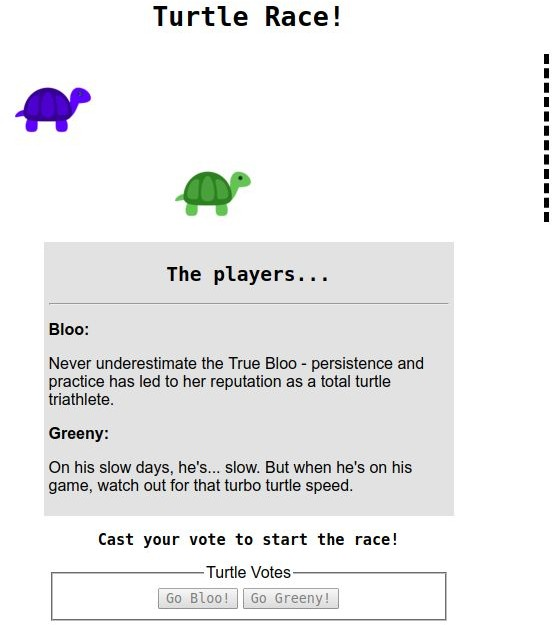 Turtle Race!
The players...
Bloo:
Never underestimate the True Bloo - persistence and
practice has led to her reputation as a total turtle
triathlete.
Greeny:
On his slow days, he's... slow. But when he's on his
game, watch out for that turbo turtle speed.
Cast your vote to start the race!
Turtle Votes
Go Bloo! Go Greeny!